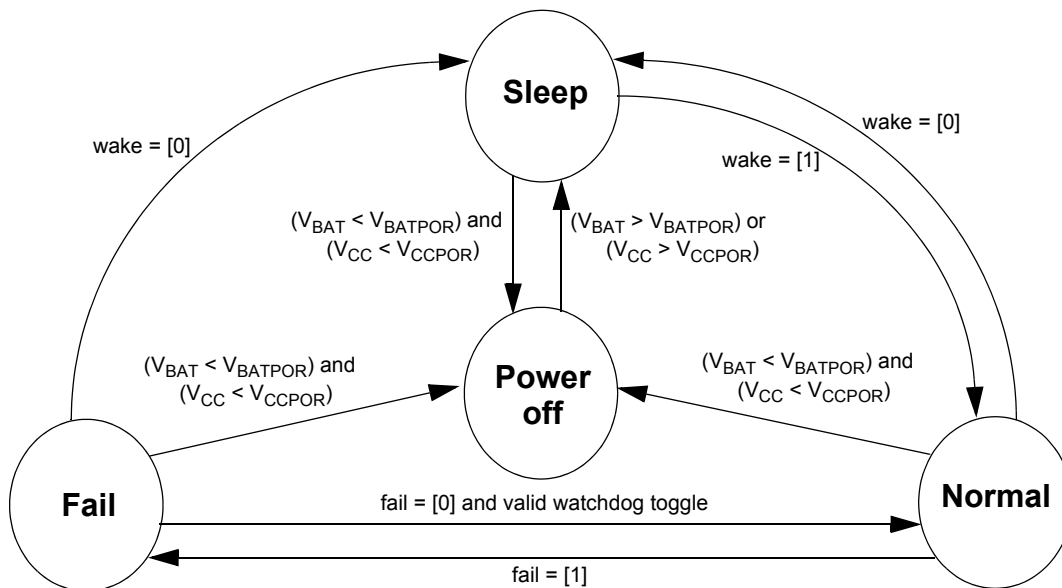 Sleep
wake = [0]
wake = [0]
wake = [1]
(VBAT < VBATPOR) and
(VCC < VCCPOR)
(VBAT > VBATPOR) or
(VCC > VCCPOR)
(VBAT < VBATPOR) and
(VCC < VCCPOR)
Power
off
(VBAT < VBATPOR) and
(VCC < VCCPOR)
Fail
fail = [0] and valid watchdog toggle
Normal
fail = [1]